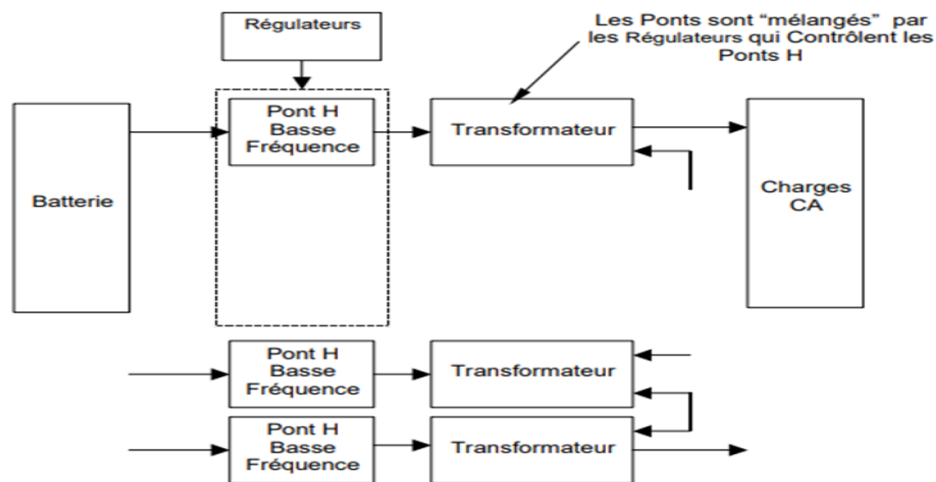 Régulateurs
Les Ponts sont “mélangés” par
les Régulateurs qui Contrôlent les
Ponts H
Batterie
Pont H
Basse
Fréquence
Transformateur
Charges
CA
Pont H
Basse
Fréquence
Transformateur
Pont H
Basse
Fréquence
Transformateur